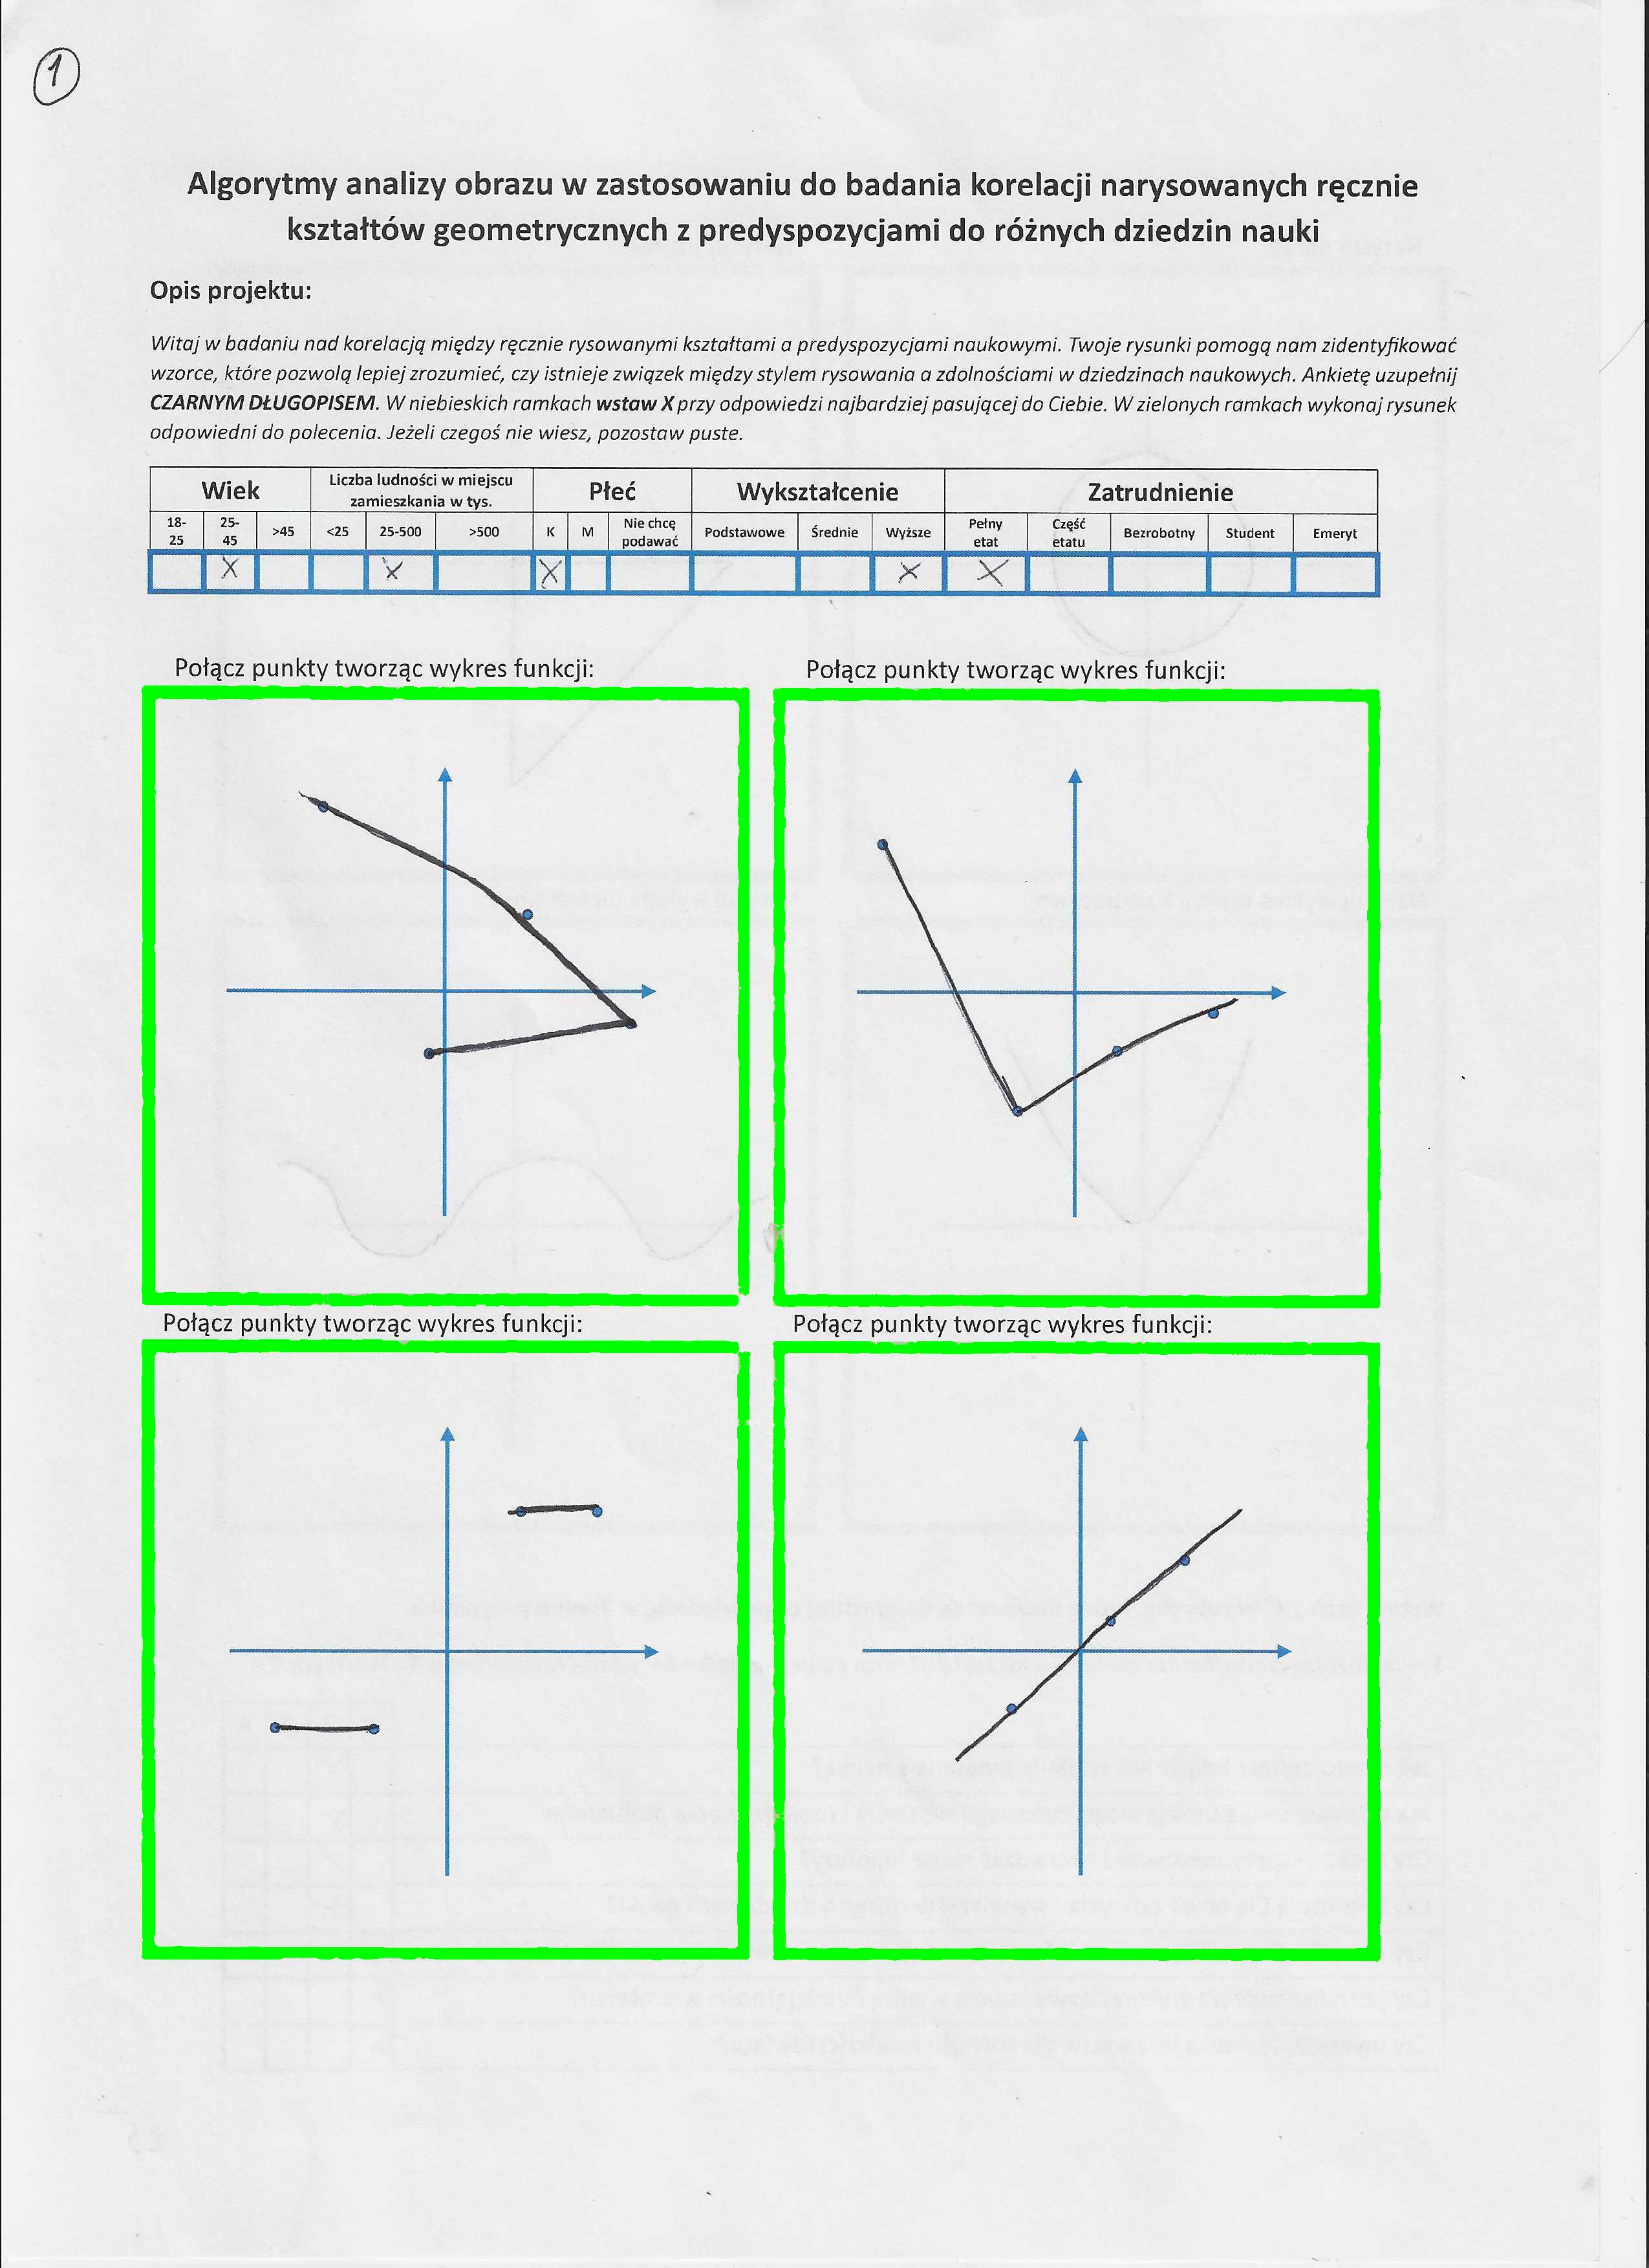 1
Algorytmy analizy obrazu w zastosowaniu do badania korelacji narysowanych ręcznie
kształtów geometrycznych z predyspozycjami do różnych dziedzin nauki
Opis projektu:
Witaj w badaniu nad korelacją między ręcznie rysowanymi kształtami a predyspozycjami naukowymi. Twoje rysunki pomogą nam zidentyfikować
wzorce, które pozwolą lepiej zrozumieć, czy istnieje związek między stylem rysowania a zdolnościami w dziedzinach naukowych. Ankietę uzupełnij
CZARNYM DŁUGOPISEM. W niebieskich ramkach wstaw X przy odpowiedzi najbardziej pasującej do Ciebie. W zielonych ramkach wykonaj rysunek
odpowiedni do polecenia. Jeżeli czegoś nie wiesz, pozostaw puste.
Wiek Liczba ludności w miejscu zamieszkania w tys. Płeć Wykształcenie Zatrudnienie
18-25 25-45 >45 <25 25-500 >500 K M Nie chcę podawać Podstawowe Średnie Wyższe Pełny etat Część etatu Bezrobotny Student Emeryt
X X X X X
Połącz punkty tworząc wykres funkcji: Połącz punkty tworząc wykres funkcji:
Połącz punkty tworząc wykres funkcji: Połącz punkty tworząc wykres funkcji: